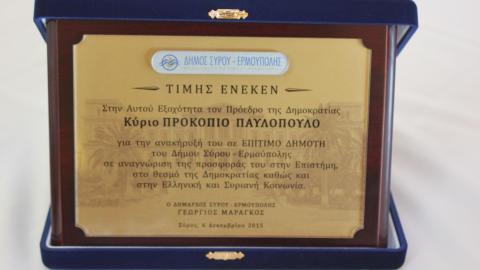 ΔΗΜΟΣ ΣΥΡΟΥ - ΕΡΜΟΥΠΟΛΗΣ
ΤΙΜΗΣ ΕΝΕΚΕΝ
Στην Αυτού Εξοχότητα τον Πρόεδρο της Δημοκρατίας
Κύριο ΠΡΟΚΟΠΙΟ ΠΑΥΛΟΠΟΥΛΟ
για την ανακήρυξή του σε ΕΠΙΤΙΜΟ ΔΗΜΟΤΗ
του Δήμου Σύρου -Ερμούπολης
σε αναγνώριση της προσφοράς του στην Επιστήμη,
στο θεσμό της Δημοκρατίας καθώς και
στην Ελληνική και Συριανή Κοινωνία.
Ο ΔΗΜΑΡΧΟΣ ΣΥΡΟΥ - ΕΡΜΟΥΠΟΛΗΣ
ΓΕΩΡΓΙΟΣ ΜΑΡΑΓΚΟΣ
Σύρος, 6 Δεκεμβρίου 2015